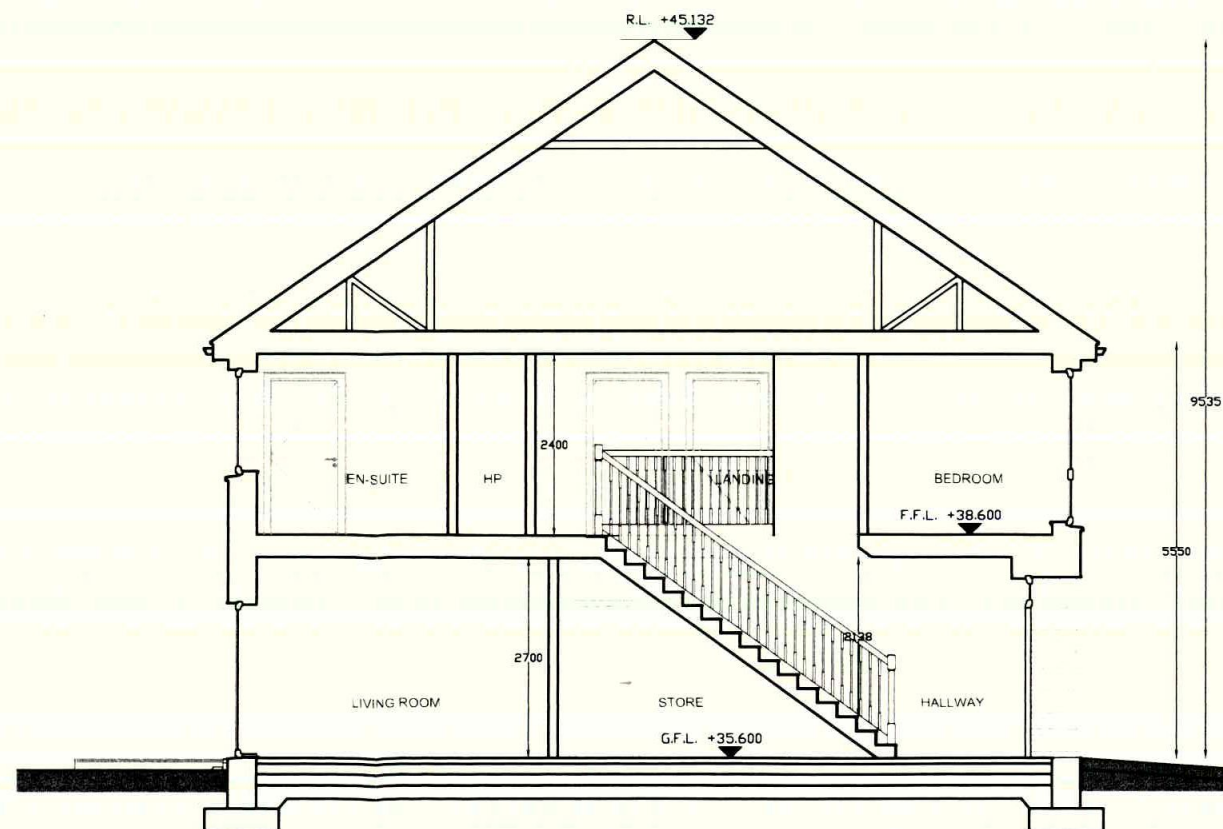 R.L. +45.132
9535
2400
EN-SUITE
HP
LANDING
BEDROOM
F.F.L. +38.600
5550
2138
2700
LIVING ROOM
STORE
HALLWAY
G.F.L. +35.600